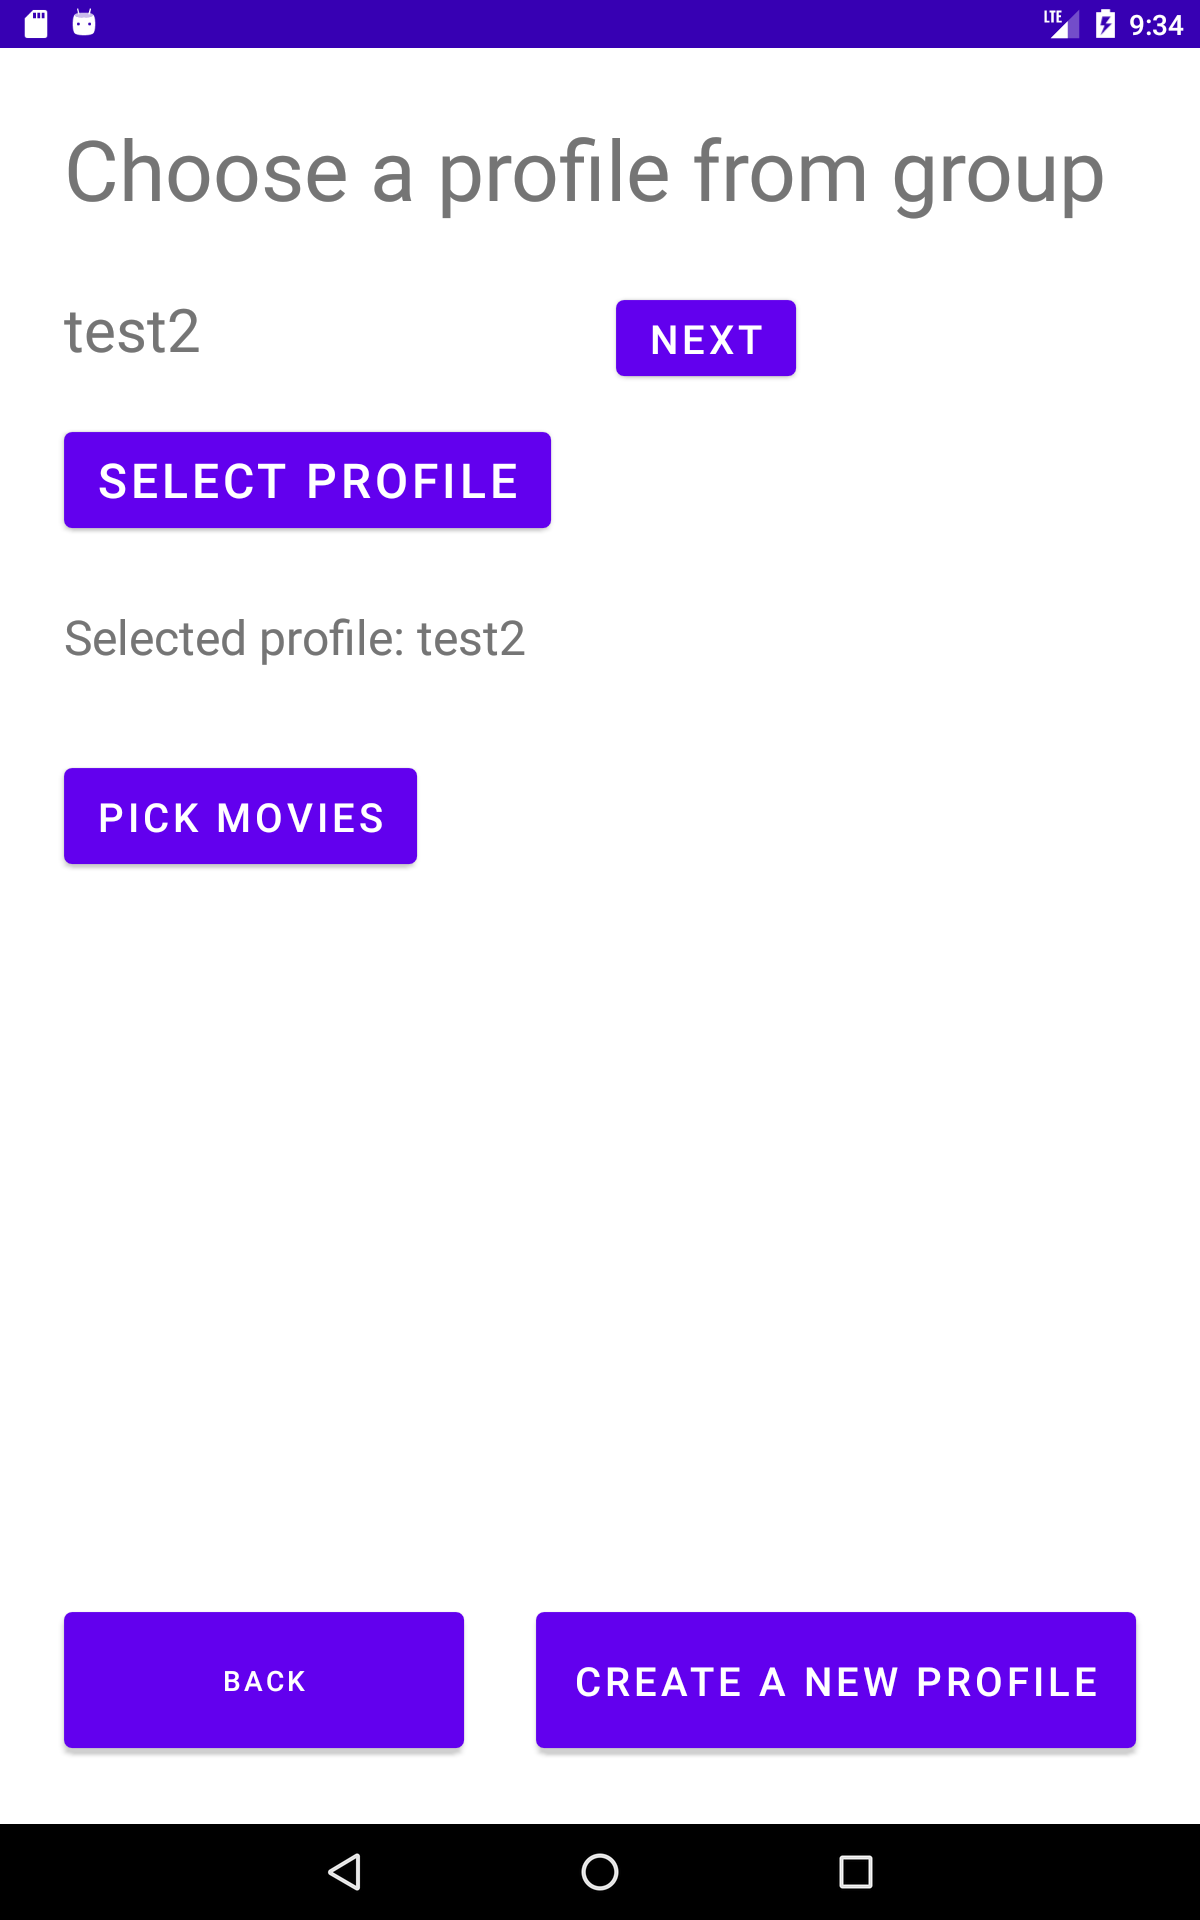 LTE 9:34
Choose a profile from group
test2 NEXT
SELECT PROFILE
Selected profile: test2
PICK MOVIES
BACK CREATE A NEW PROFILE